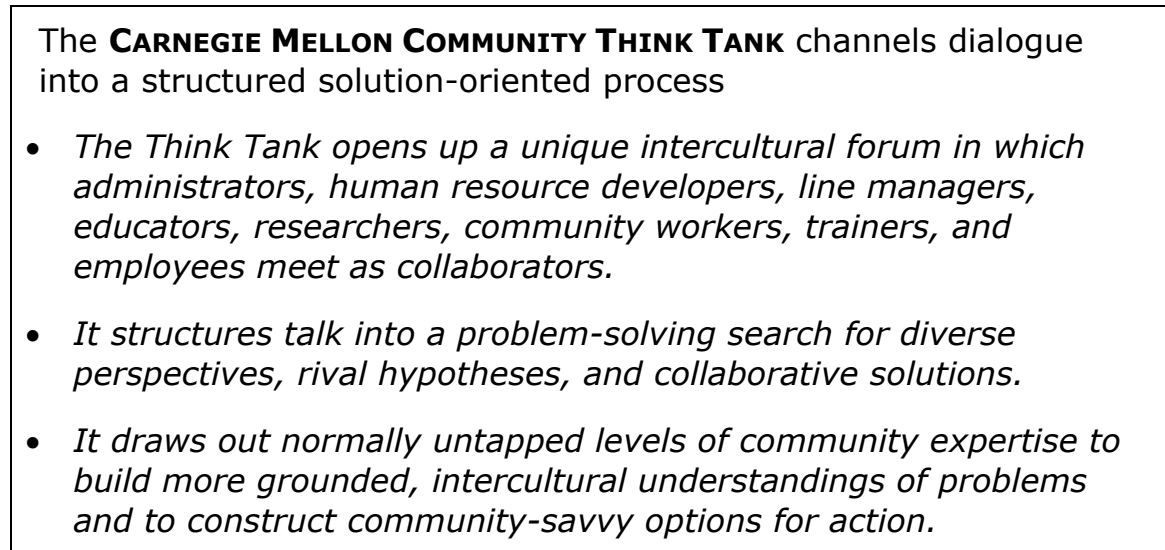 The CARNEGIE MELLON COMMUNITY THINK TANK channels dialogue
into a structured solution-oriented process
• The Think Tank opens up a unique intercultural forum in which
administrators, human resource developers, line managers,
educators, researchers, community workers, trainers, and
employees meet as collaborators.
• It structures talk into a problem-solving search for diverse
perspectives, rival hypotheses, and collaborative solutions.
• It draws out normally untapped levels of community expertise to
build more grounded, intercultural understandings of problems
and to construct community-savvy options for action.